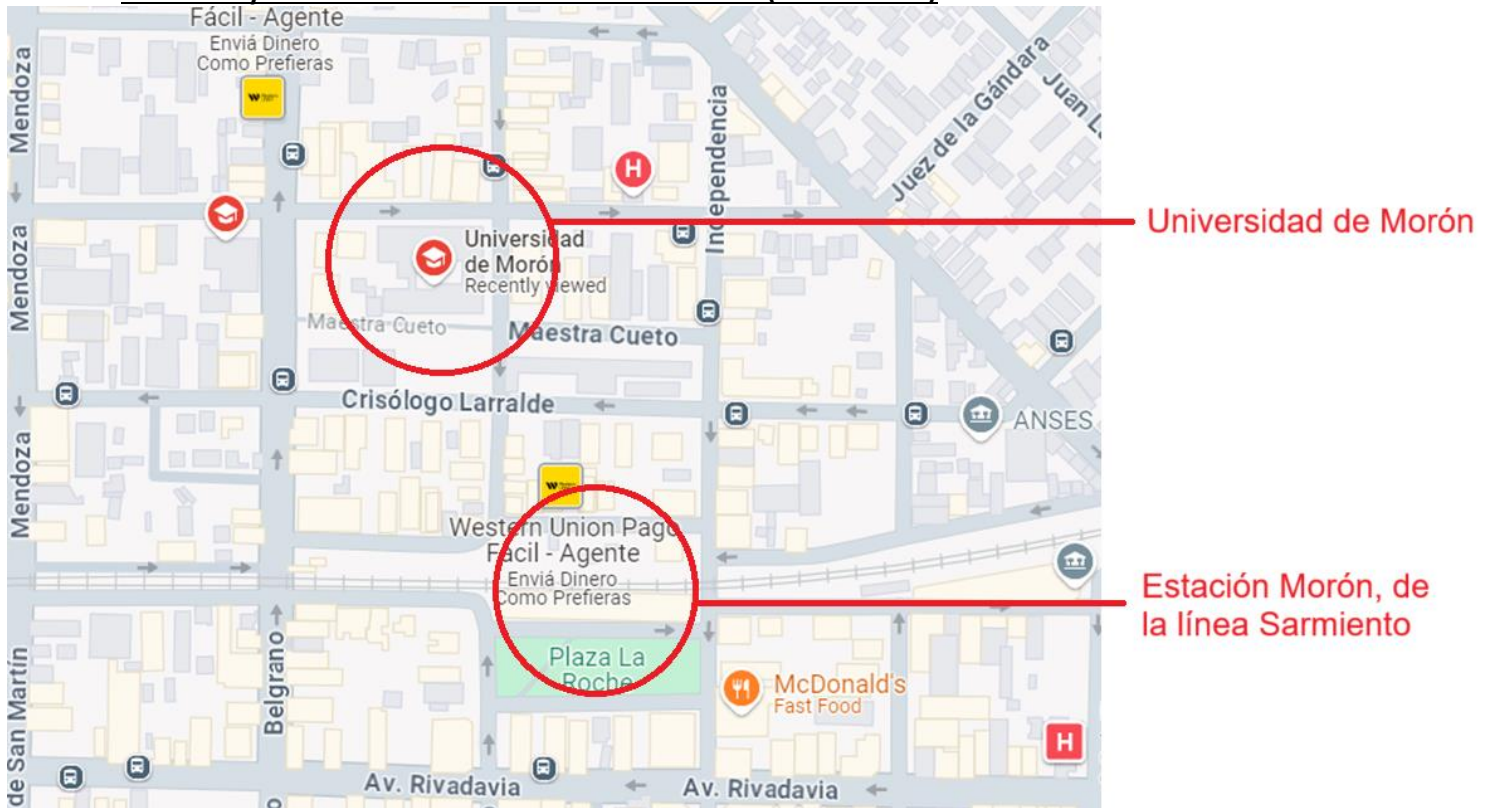 Fácil - Agente
Enviá Dinero
Como Prefieras
W
Mendoza
Independencia
Juez de la Gándara
Juan L
H
Universidad de Morón
Universidad
de Morón
Recently viewed
Mendoza
Maestra Cueto
Maestra Cueto
Crisólogo Larralde
ANSES
Mendoza
W
Western Union Pago
Fácil - Agente
Enviá Dinero
Como Prefieras
Estación Morón, de
la línea Sarmiento
Belgrano
Plaza La
Roche
McDonald's
Fast Food
de San Martín
H
Av. Rivadavia
Av. Rivadavia